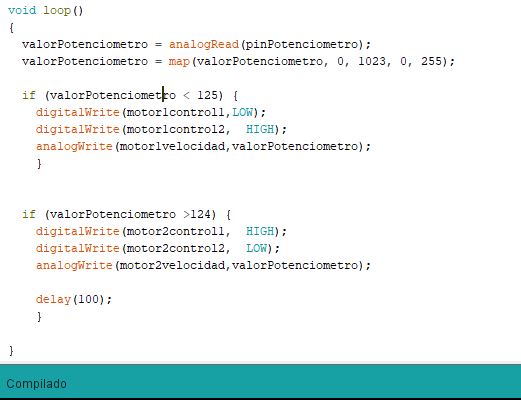 void loop()
{
valorPotenciometro = analogRead(pinPotenciometro);
valorPotenciometro = map(valorPotenciometro, 0, 1023, 0, 255);
if (valorPotenciometro < 125) {
digitalWrite(motor1control1,LOW);
digitalWrite(motor1control2,  HIGH);
analogWrite(motor1velocidad,valorPotenciometro);
}
if (valorPotenciometro >124) {
digitalWrite(motor2control1,  HIGH);
digitalWrite(motor2control2,  LOW);
analogWrite(motor2velocidad,valorPotenciometro);
delay(100);
}
}
Compilado